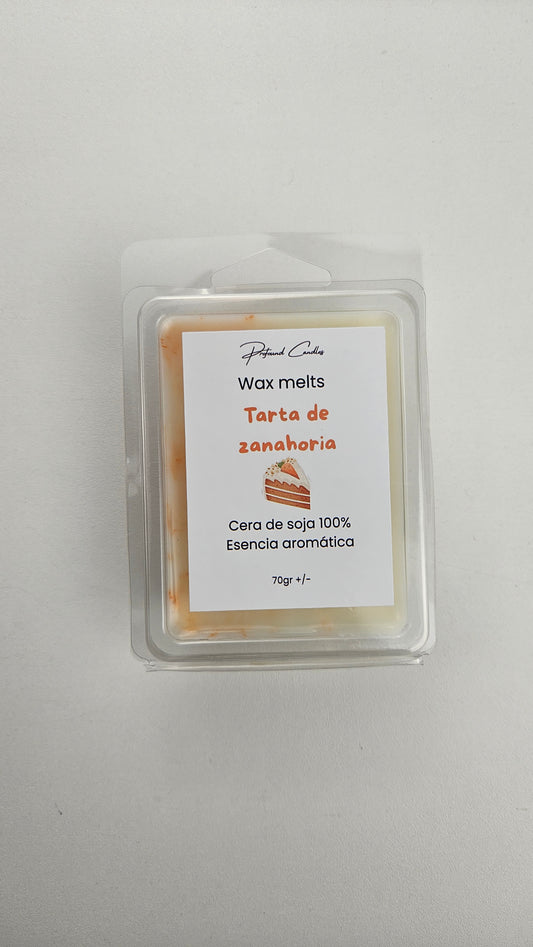 Profound Candles
Wax melts
Tarta de
zanahoria
Cera de soja 100%
Esencia aromática
70gr +/-